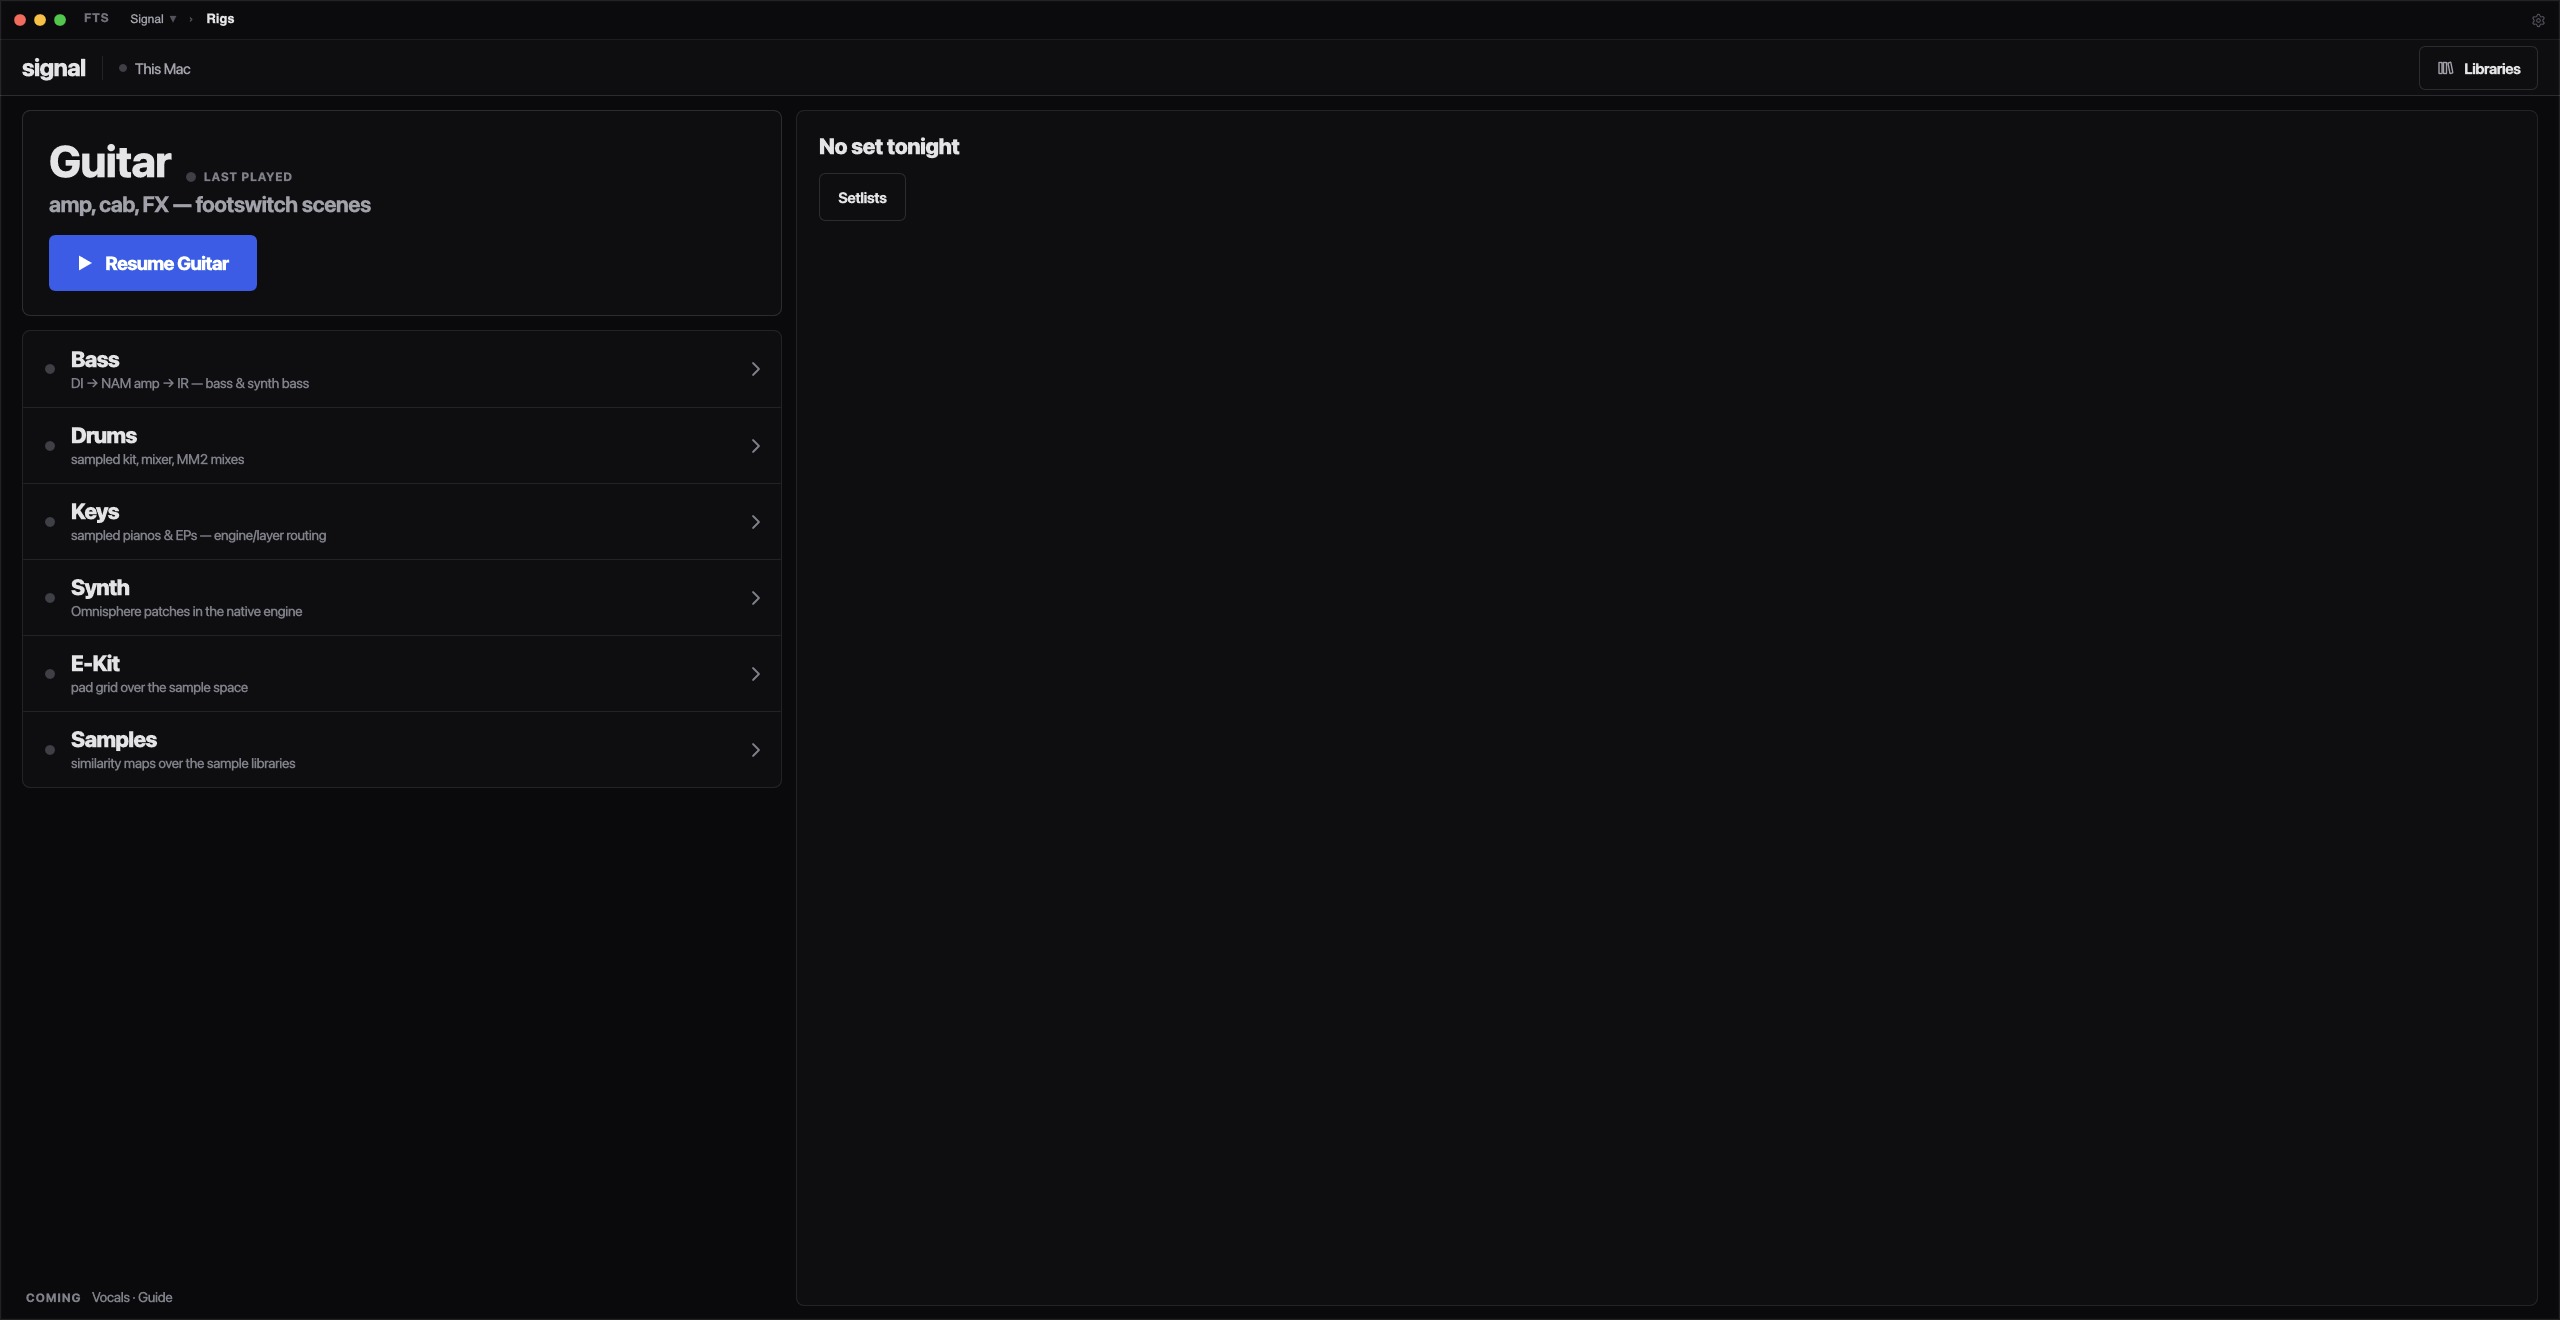 FTS Signal ▾ › Rigs
signal This Mac
Libraries
Guitar LAST PLAYED
amp, cab, FX — footswitch scenes
Resume Guitar
Bass
DI → NAM amp → IR — bass & synth bass
Drums
sampled kit, mixer, MM2 mixes
Keys
sampled pianos & EPs — engine/layer routing
Synth
Omnisphere patches in the native engine
E-Kit
pad grid over the sample space
Samples
similarity maps over the sample libraries
COMING Vocals · Guide
No set tonight
Setlists